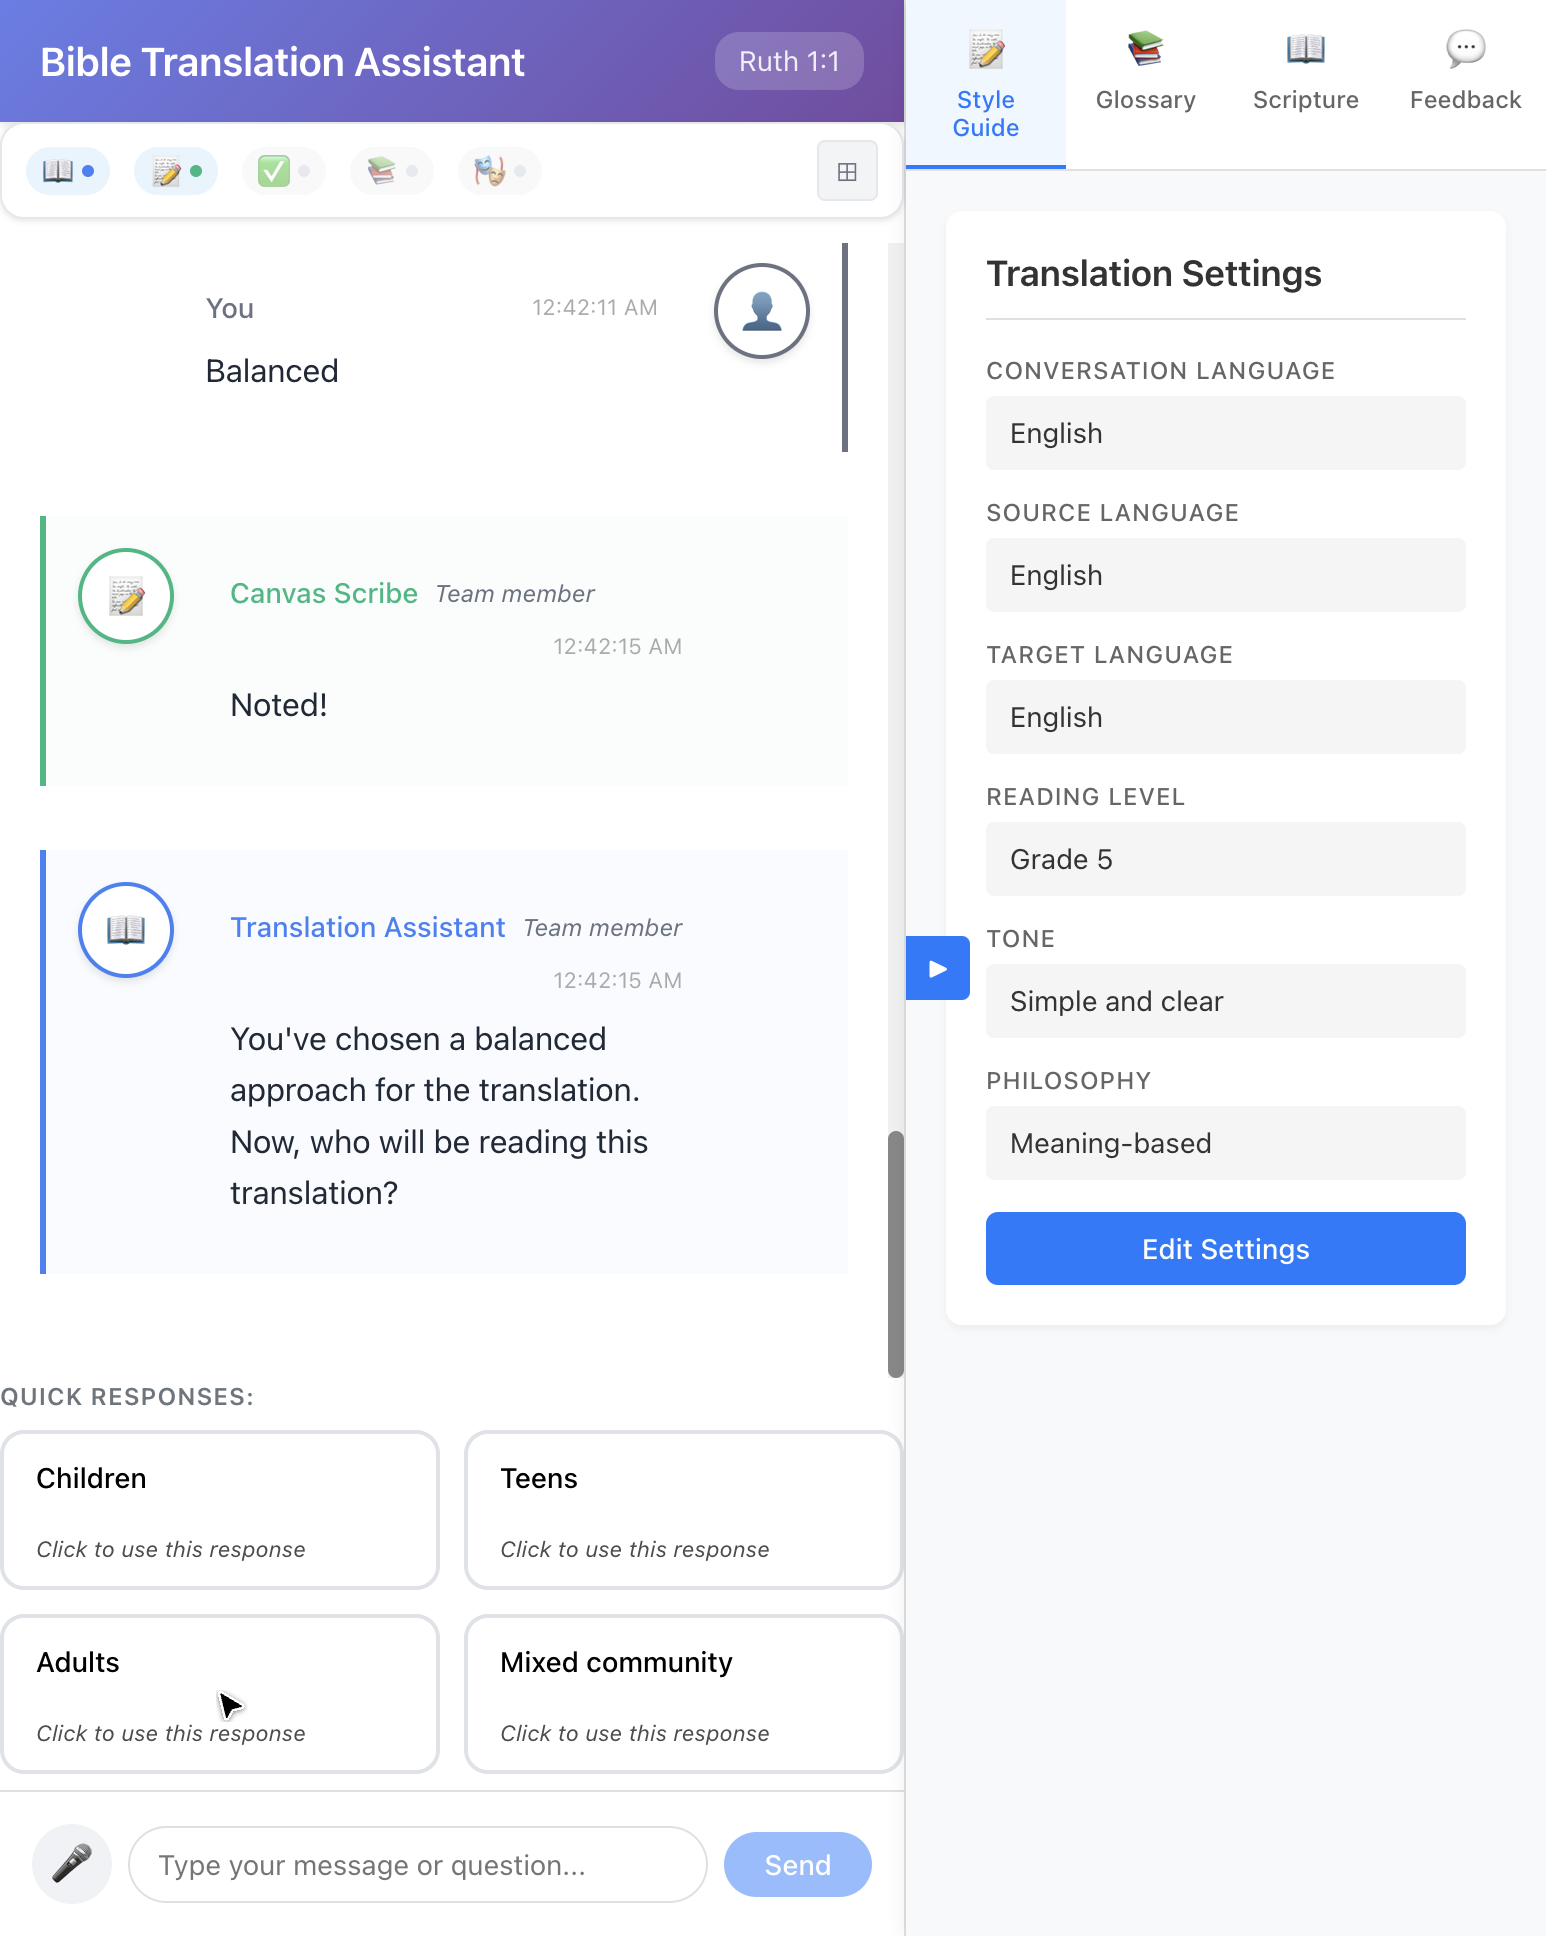 Bible Translation Assistant
Ruth 1:1
You
12:42:11 AM
Balanced
Canvas Scribe Team member
12:42:15 AM
Noted!
Translation Assistant Team member
12:42:15 AM
You've chosen a balanced
approach for the translation.
Now, who will be reading this
translation?
QUICK RESPONSES:
Children
Click to use this response
Teens
Click to use this response
Adults
Click to use this response
Mixed community
Click to use this response
Type your message or question...
Send
Style
Guide
Glossary
Scripture
Feedback
Translation Settings
CONVERSATION LANGUAGE
English
SOURCE LANGUAGE
English
TARGET LANGUAGE
English
READING LEVEL
Grade 5
TONE
Simple and clear
PHILOSOPHY
Meaning-based
Edit Settings